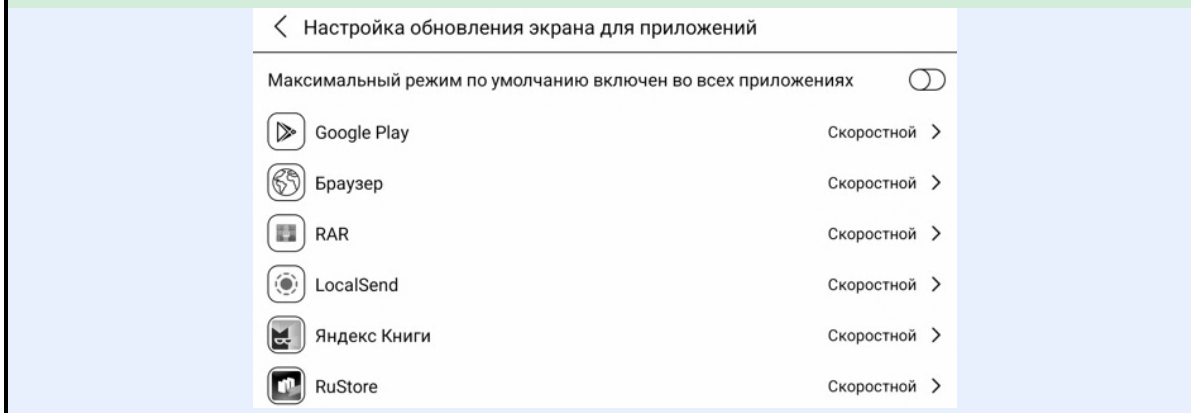 Настройка обновления экрана для приложений
Максимальный режим по умолчанию включен во всех приложениях
Google Play Скоростной
Браузер Скоростной
RAR Скоростной
LocalSend Скоростной
Яндекс Книги Скоростной
RuStore Скоростной